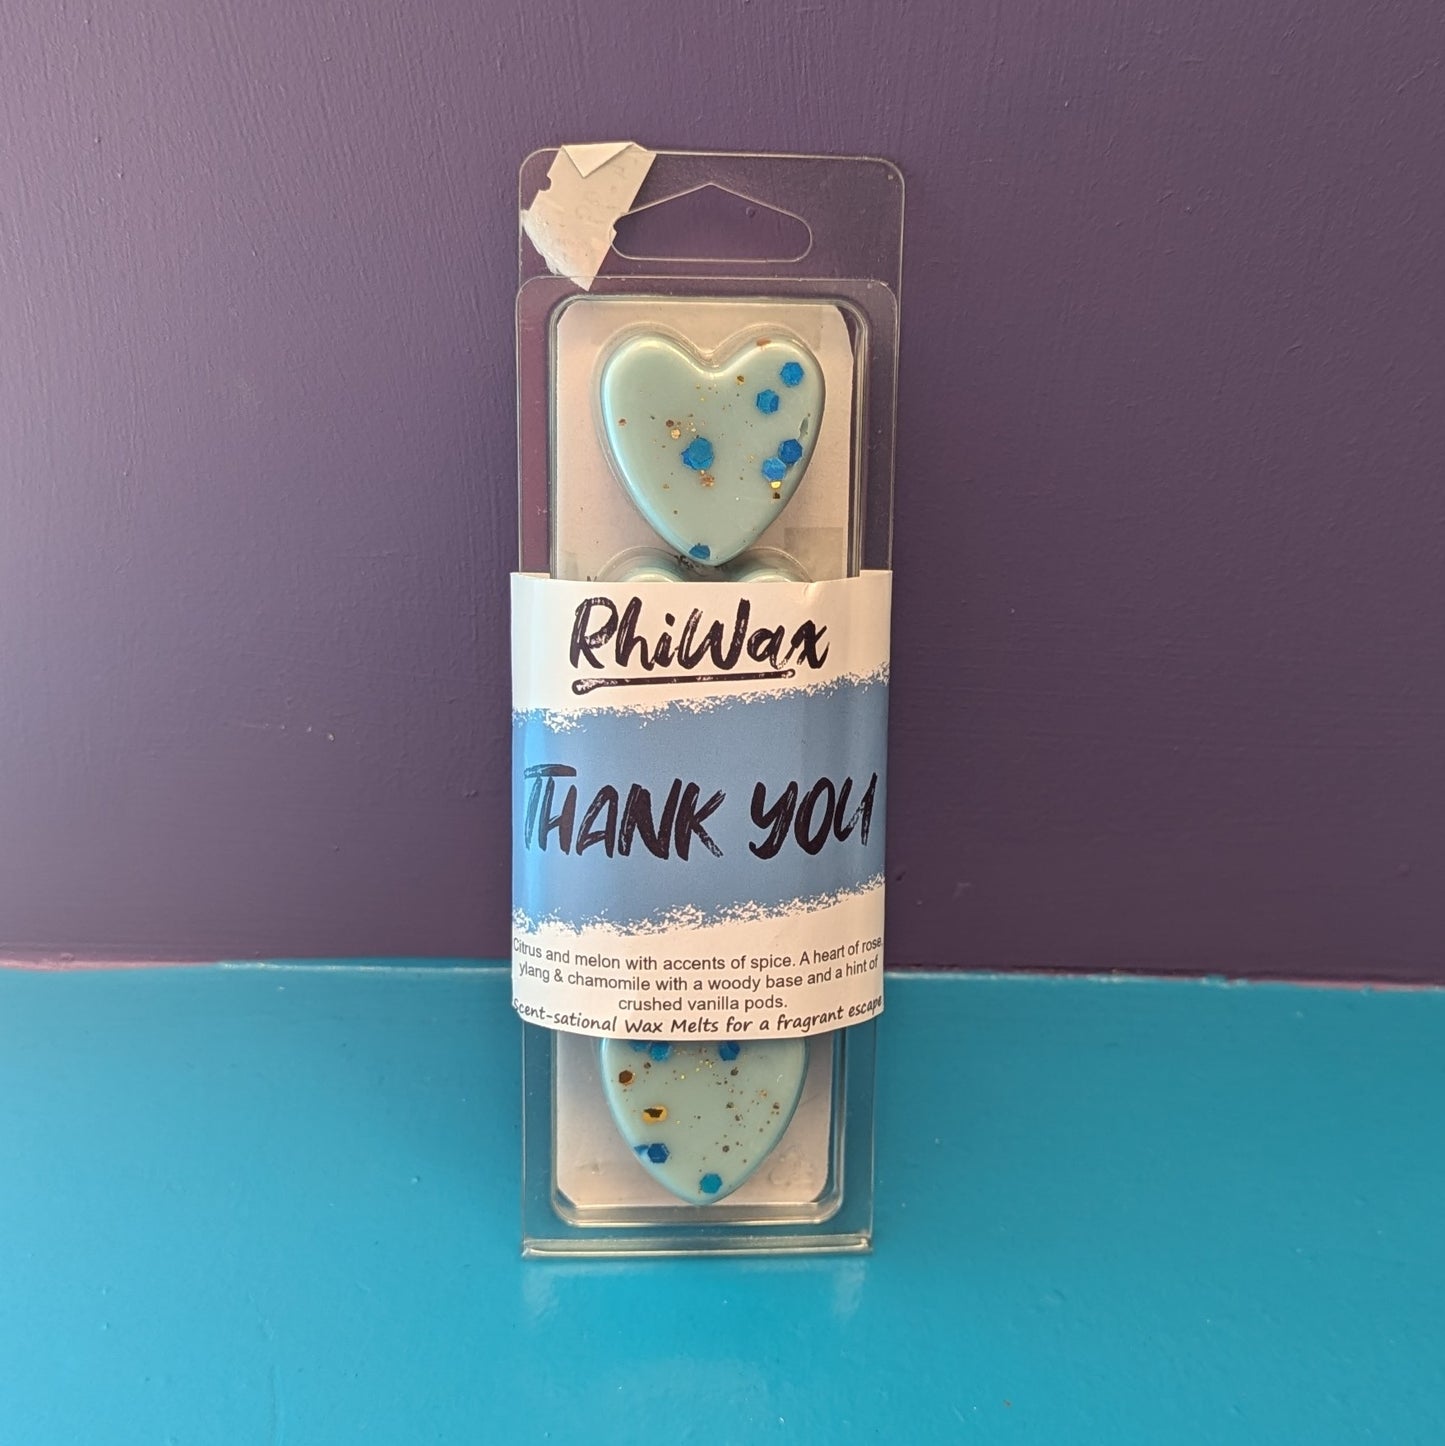 RhiWax
THANK YOU
Citrus and melon with accents of spice. A heart of rose,
ylang & chamomile with a woody base and a hint of
crushed vanilla pods.
scent-sational Wax Melts for a fragrant escape